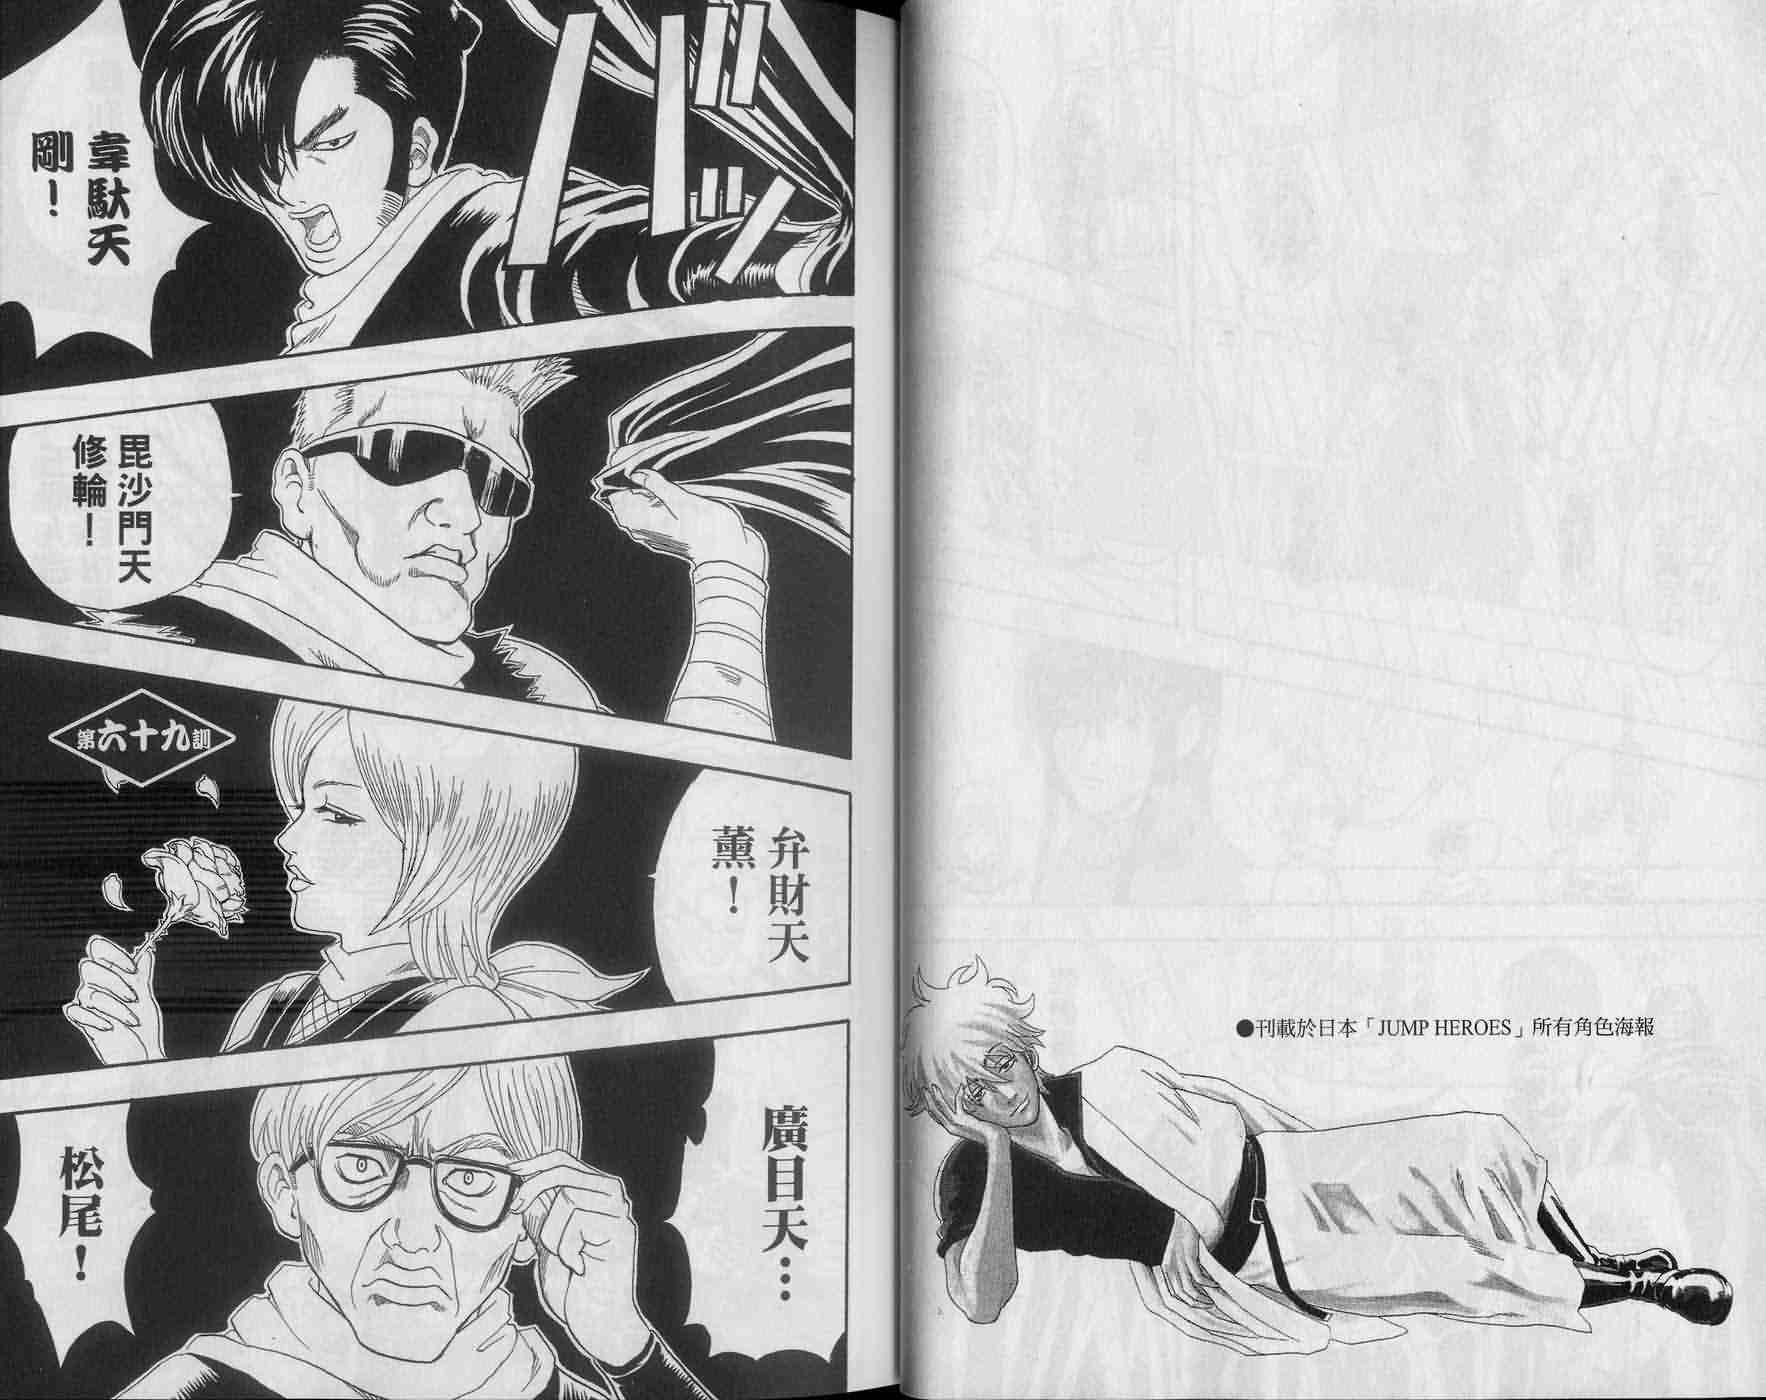 ●刊載於日本「JUMP HEROES」所有角色海報
韋馱天
剛！
毘沙門天
修輪！
第六十九訓
弁財天
薰！
廣目天…
松尾！